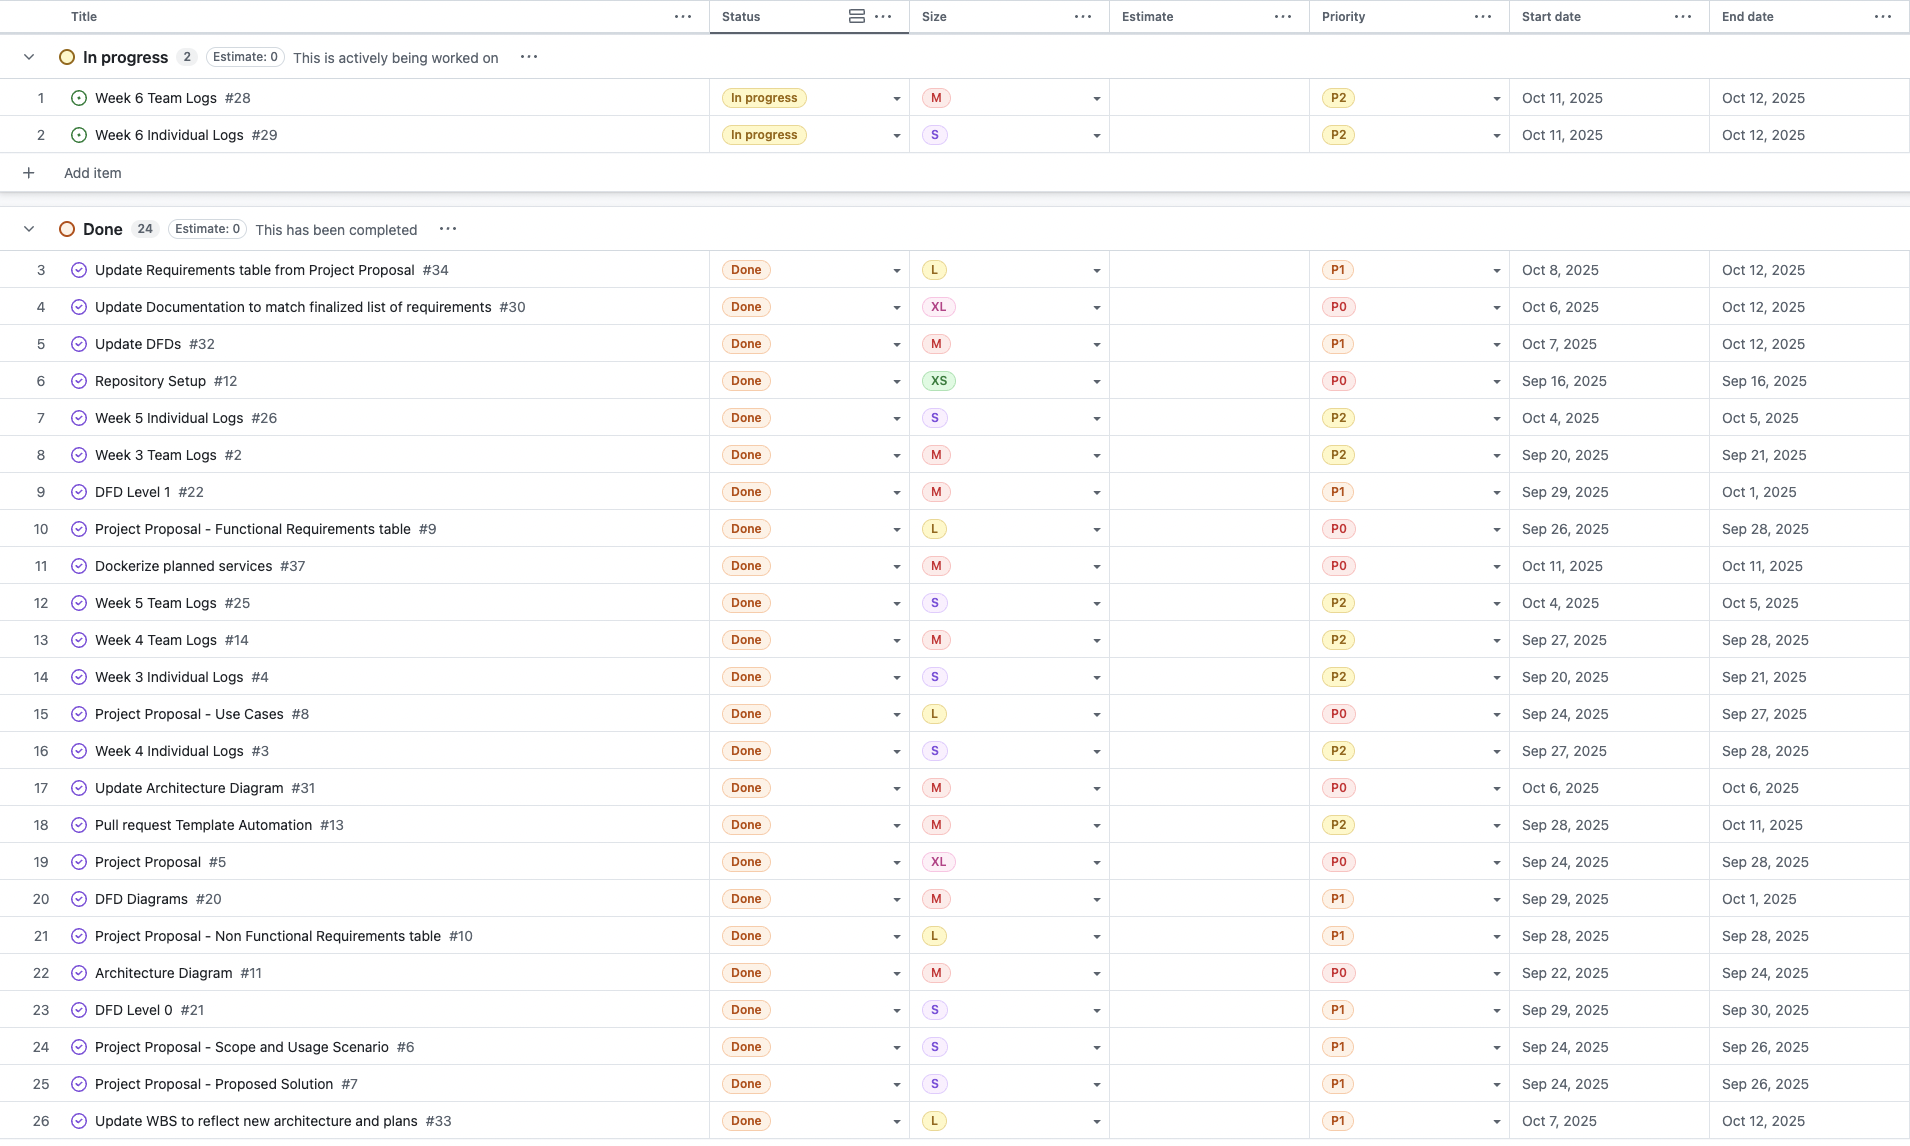 Title Status Size Estimate Priority Start date End date
In progress 2 Estimate: 0 This is actively being worked on
1 Week 6 Team Logs #28 In progress M P2 Oct 11, 2025 Oct 12, 2025
2 Week 6 Individual Logs #29 In progress S P2 Oct 11, 2025 Oct 12, 2025
+ Add item
Done 24 Estimate: 0 This has been completed
3 Update Requirements table from Project Proposal #34 Done L P1 Oct 8, 2025 Oct 12, 2025
4 Update Documentation to match finalized list of requirements #30 Done XL P0 Oct 6, 2025 Oct 12, 2025
5 Update DFDs #32 Done M P1 Oct 7, 2025 Oct 12, 2025
6 Repository Setup #12 Done XS P0 Sep 16, 2025 Sep 16, 2025
7 Week 5 Individual Logs #26 Done S P2 Oct 4, 2025 Oct 5, 2025
8 Week 3 Team Logs #2 Done M P2 Sep 20, 2025 Sep 21, 2025
9 DFD Level 1 #22 Done M P1 Sep 29, 2025 Oct 1, 2025
10 Project Proposal - Functional Requirements table #9 Done L P0 Sep 26, 2025 Sep 28, 2025
11 Dockerize planned services #37 Done M P0 Oct 11, 2025 Oct 11, 2025
12 Week 5 Team Logs #25 Done S P2 Oct 4, 2025 Oct 5, 2025
13 Week 4 Team Logs #14 Done M P2 Sep 27, 2025 Sep 28, 2025
14 Week 3 Individual Logs #4 Done S P2 Sep 20, 2025 Sep 21, 2025
15 Project Proposal - Use Cases #8 Done L P0 Sep 24, 2025 Sep 27, 2025
16 Week 4 Individual Logs #3 Done S P2 Sep 27, 2025 Sep 28, 2025
17 Update Architecture Diagram #31 Done M P0 Oct 6, 2025 Oct 6, 2025
18 Pull request Template Automation #13 Done M P2 Sep 28, 2025 Oct 11, 2025
19 Project Proposal #5 Done XL P0 Sep 24, 2025 Sep 28, 2025
20 DFD Diagrams #20 Done M P1 Sep 29, 2025 Oct 1, 2025
21 Project Proposal - Non Functional Requirements table #10 Done L P1 Sep 28, 2025 Sep 28, 2025
22 Architecture Diagram #11 Done M P0 Sep 22, 2025 Sep 24, 2025
23 DFD Level 0 #21 Done S P1 Sep 29, 2025 Sep 30, 2025
24 Project Proposal - Scope and Usage Scenario #6 Done S P1 Sep 24, 2025 Sep 26, 2025
25 Project Proposal - Proposed Solution #7 Done S P1 Sep 24, 2025 Sep 26, 2025
26 Update WBS to reflect new architecture and plans #33 Done L P1 Oct 7, 2025 Oct 12, 2025